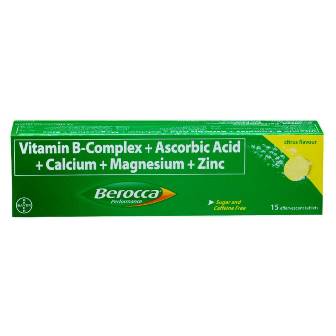 Vitamin B-Complex + Ascorbic Acid
+ Calcium + Magnesium + Zinc
citrus flavour
Berocca
Performance
Sugar and
Caffeine Free
BAYER
15 effervescent tablets